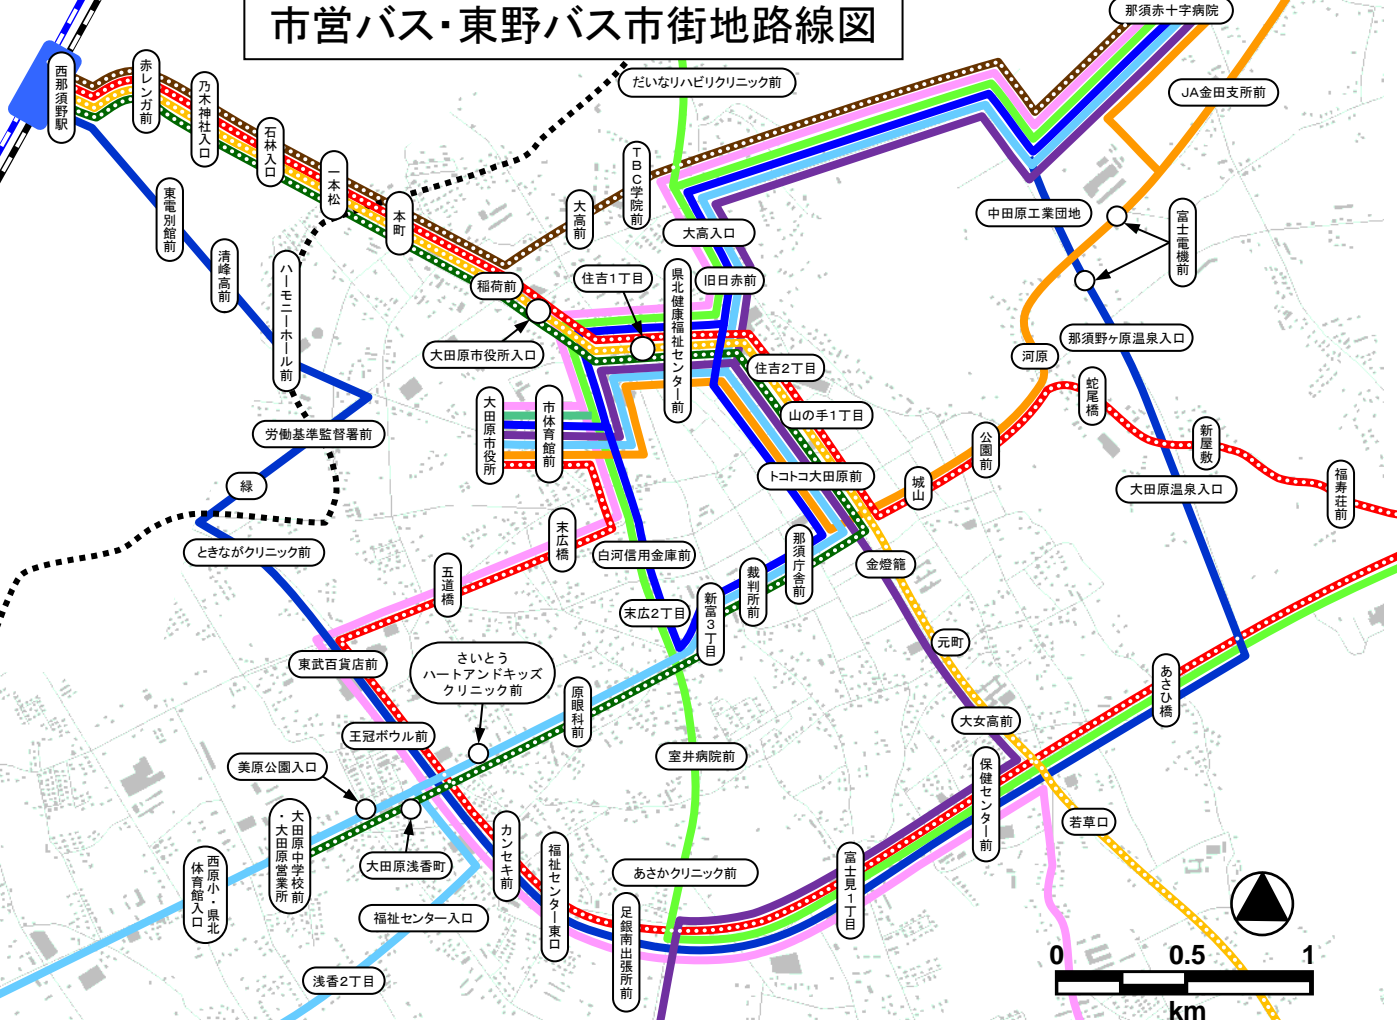 市営バス・東野バス市街地路線図
那須赤十字病院
西那須野駅
赤レンガ前
乃木神社入口
石林入口
一本松
本町
だいなリハビリクリニック前
JA金田支所前
TBC学院前
大高前
東電別館前
清峰高前
ハーモニーホール前
大高入口
中田原工業団地
富士電機前
稲荷前
住吉1丁目
県北健康福祉センター前
旧日赤前
大田原市役所入口
住吉2丁目
那須野ヶ原温泉入口
河原
蛇尾橋
新屋敷
福寿荘前
大田原市役所
市体育館前
山の手1丁目
労働基準監督署前
公園前
城山
トコトコ大田原前
大田原温泉入口
緑
ときながクリニック前
末広橋
五道橋
白河信用金庫前
那須庁舎前
裁判所前
金燈籠
末広2丁目
新富3丁目
元町
東武百貨店前
さいとう
ハートアンドキッズ
クリニック前
原眼科前
あさひ橋
大女高前
王冠ボウル前
室井病院前
美原公園入口
保健センター前
大田原中学校前
・大田原営業所
大田原浅香町
カンセキ前
若草口
西原小・県北
体育館入口
福祉センター東口
あさかクリニック前
富士見1丁目
福祉センター入口
足銀南出張所前
浅香2丁目
0 0.5 1
km